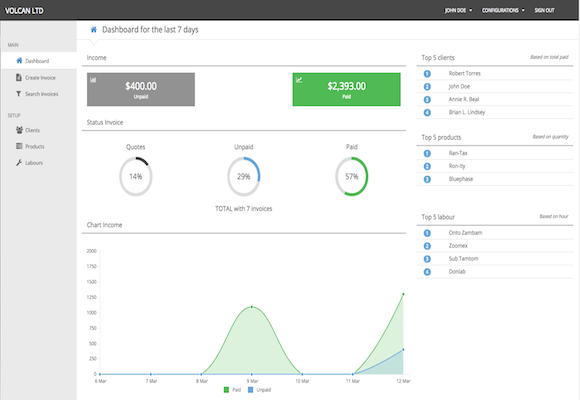 VOLCAN LTD
JOHN DOE
CONFIGURATIONS
SIGN OUT
MAIN
Dashboard
Create Invoice
Search Invoices
SETUP
Clients
Products
Labours
Dashboard for the last 7 days
Income
$400.00
Unpaid
$2,393.00
Paid
Status Invoice
Quotes
Unpaid
Paid
14%
29%
57%
TOTAL with 7 invoices
Chart Income
2000
1750
1500
1250
1000
750
500
250
0
6 Mar
7 Mar
8 Mar
9 Mar
10 Mar
11 Mar
12 Mar
Paid
Unpaid
Top 5 clients
Based on total paid
1 Robert Torres
2 John Doe
3 Annie R. Beal
4 Brian L. Lindsey
Top 5 products
Based on quantity
1 Ran-Tax
2 Ron-Ity
3 Bluephase
Top 5 labour
Based on hour
1 Onto Zambam
2 Zoomex
3 Sub Tamtom
4 Donlab